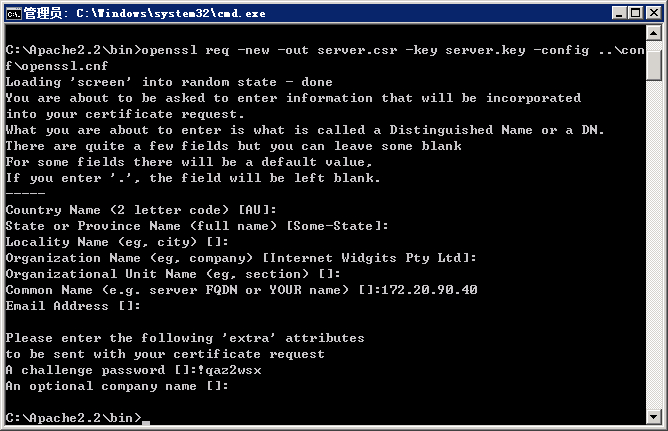 管理员: C:\Windows\system32\cmd.exe
C:\Apache2.2\bin>openssl req -new -out server.csr -key server.key -config ..\con
f\openssl.cnf
Loading 'screen' into random state - done
You are about to be asked to enter information that will be incorporated
into your certificate request.
What you are about to enter is what is called a Distinguished Name or a DN.
There are quite a few fields but you can leave some blank
For some fields there will be a default value,
If you enter '.', the field will be left blank.
-----
Country Name (2 letter code) [AU]:
State or Province Name (full name) [Some-State]:
Locality Name (eg, city) []:
Organization Name (eg, company) [Internet Widgits Pty Ltd]:
Organizational Unit Name (eg, section) []:
Common Name (e.g. server FQDN or YOUR name) []:172.20.90.40
Email Address []:
Please enter the following 'extra' attributes
to be sent with your certificate request
A challenge password []:!qaz2wsx
An optional company name []:
C:\Apache2.2\bin>